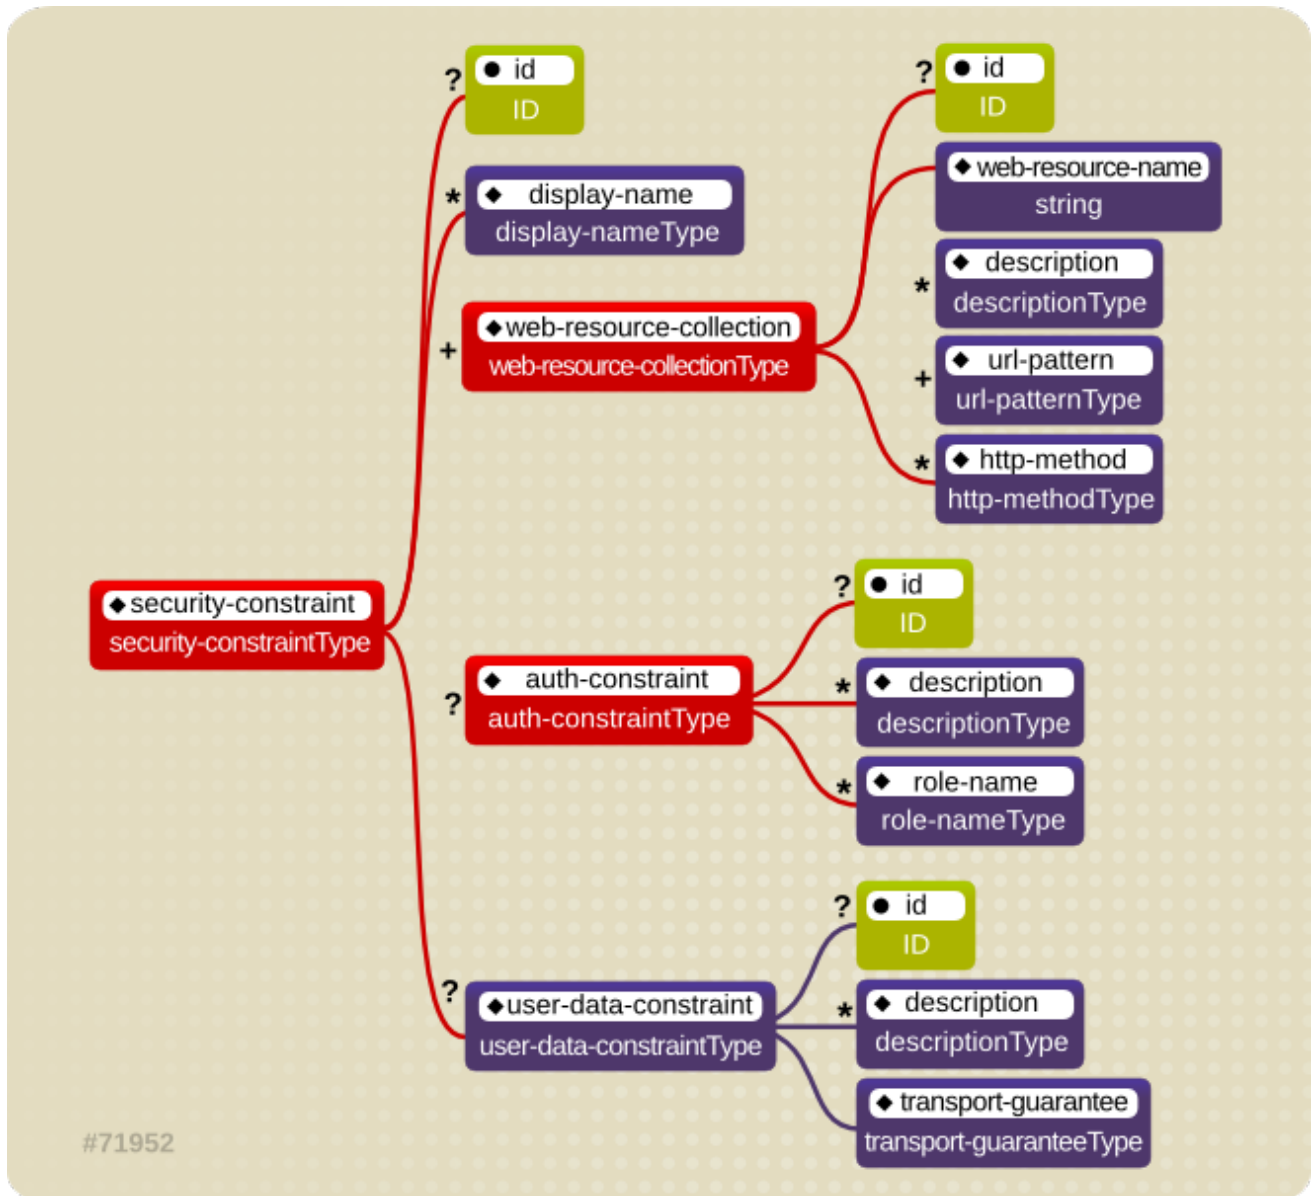 ?
id
ID
*
display-name
display-nameType
+
web-resource-collection
web-resource-collectionType
?
id
ID
web-resource-name
string
*
description
descriptionType
+
url-pattern
url-patternType
*
http-method
http-methodType
security-constraint
security-constraintType
?
auth-constraint
auth-constraintType
?
id
ID
*
description
descriptionType
*
role-name
role-nameType
?
user-data-constraint
user-data-constraintType
?
id
ID
*
description
descriptionType
transport-guarantee
transport-guaranteeType
#71952